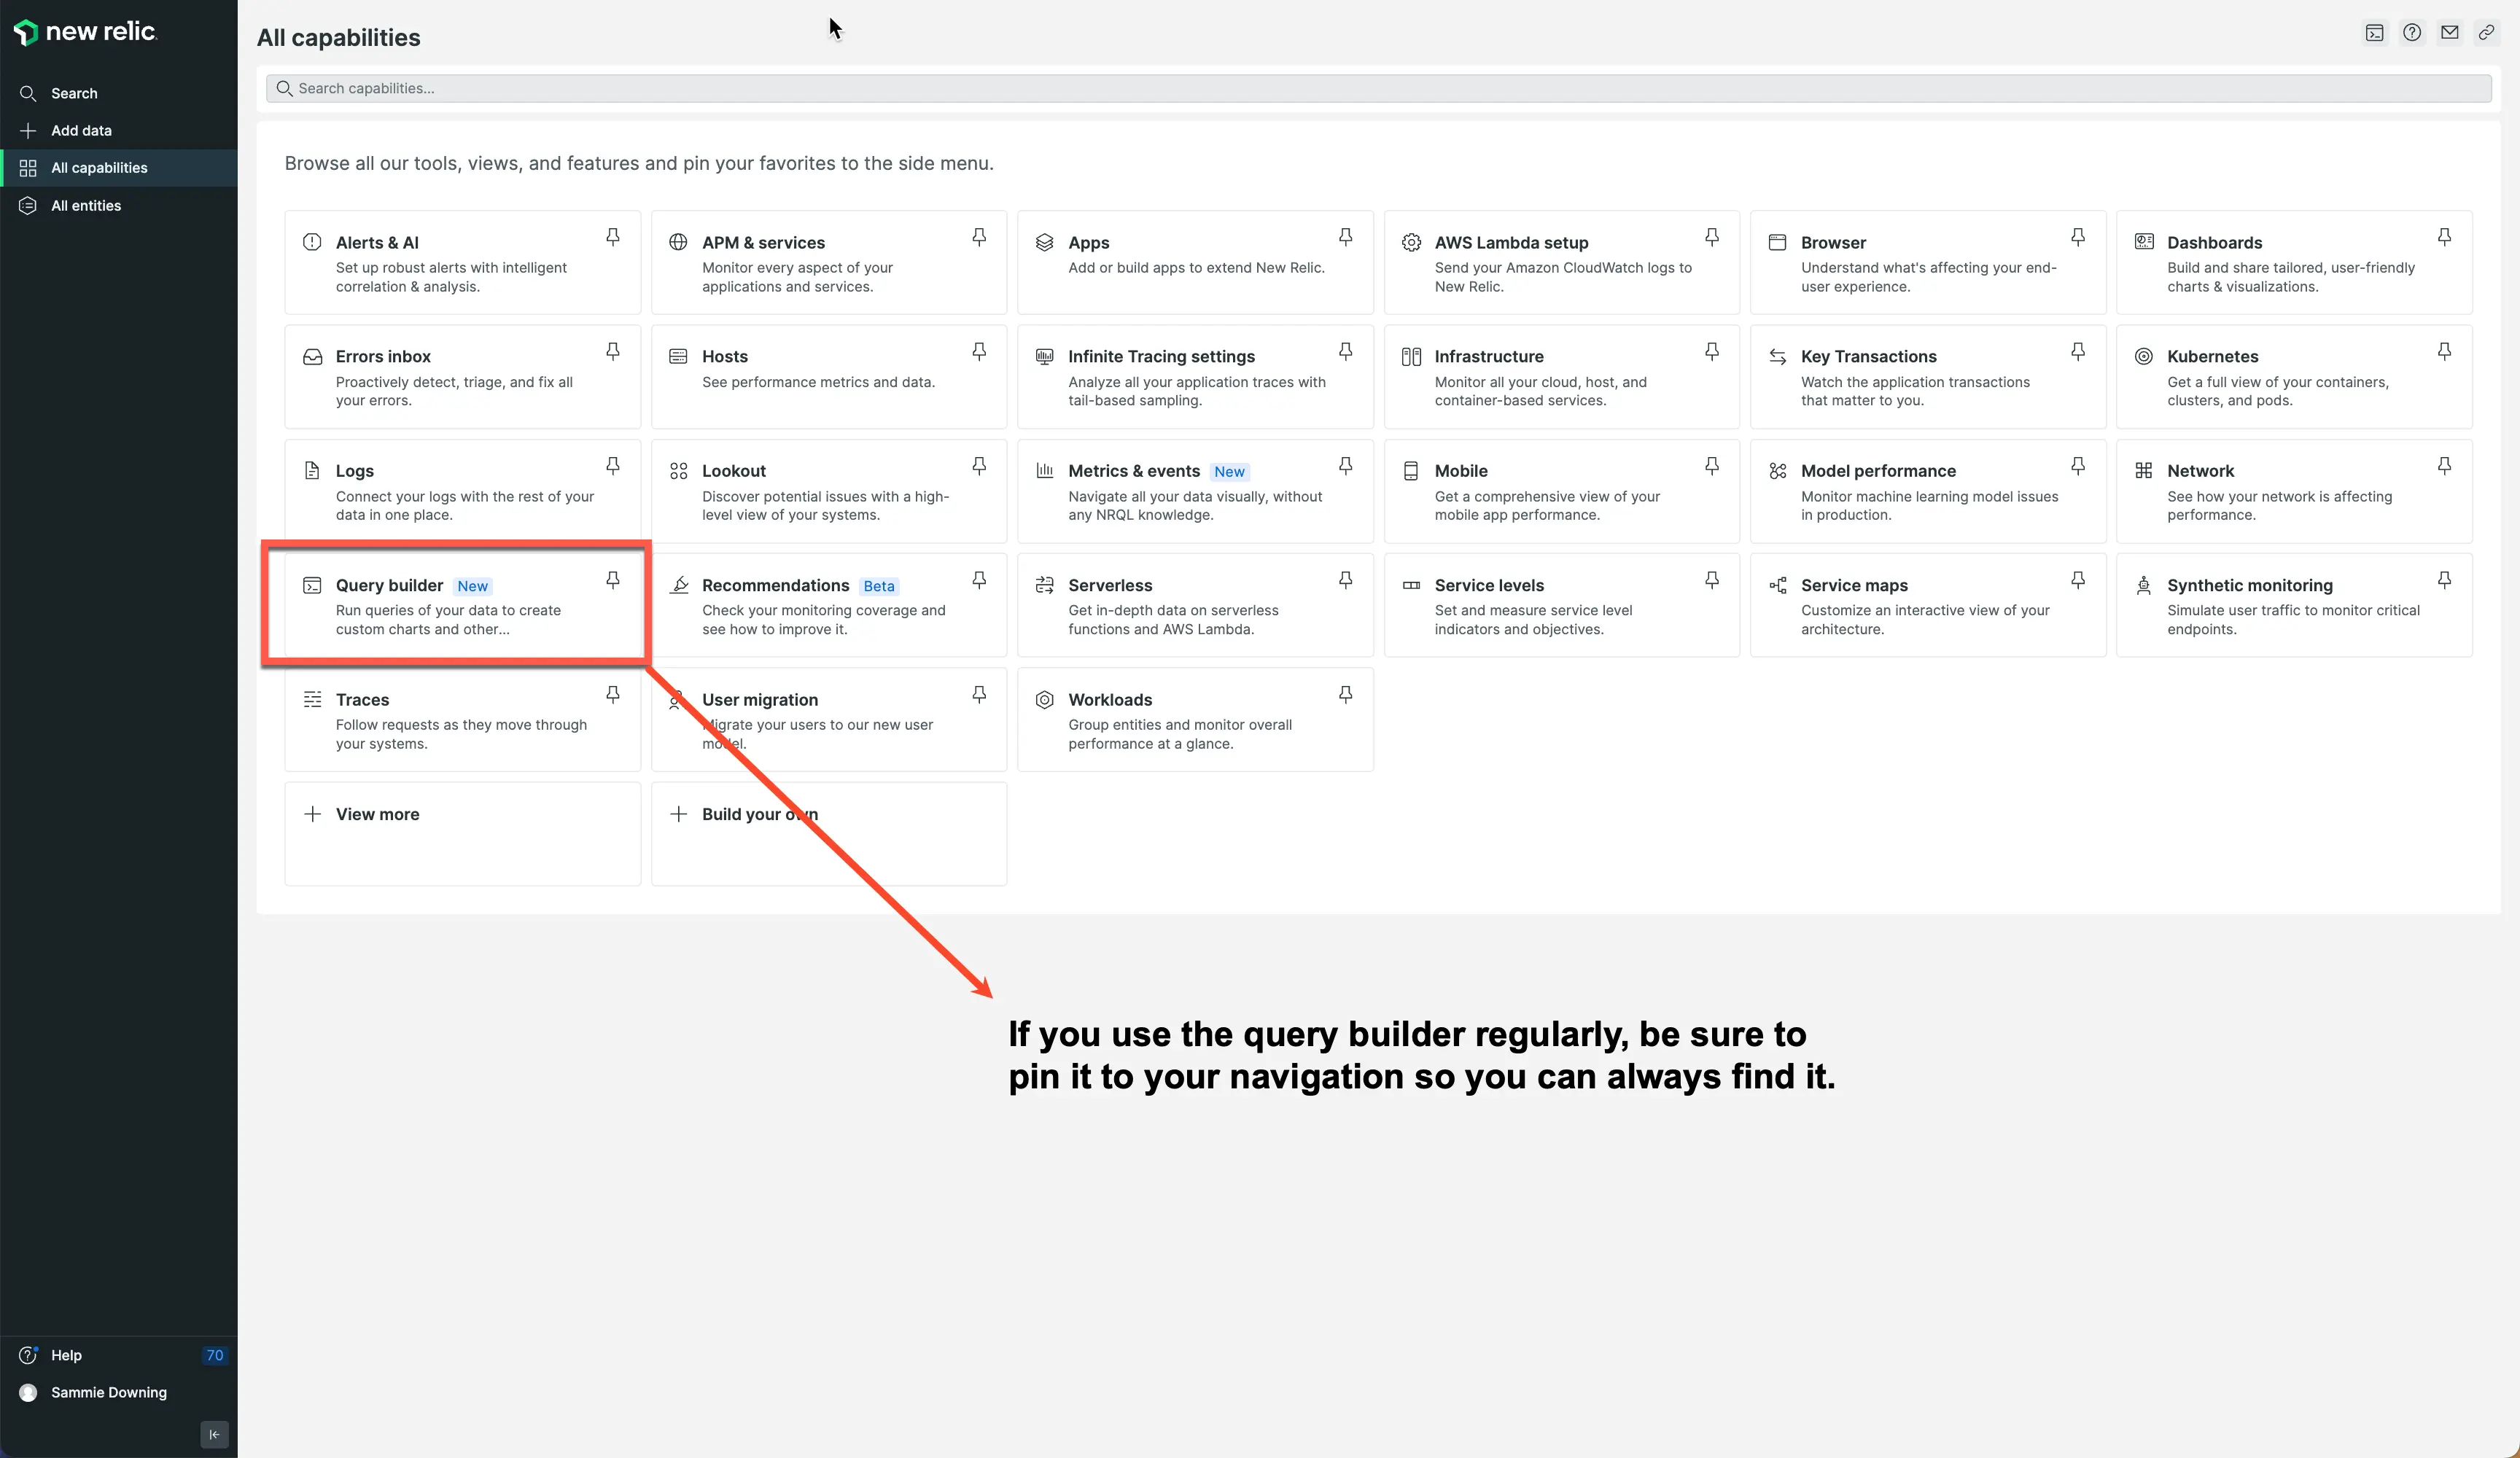 new relic.
Search
Add data
All capabilities
All entities
Help 70
Sammie Downing
All capabilities
Search capabilities...
Browse all our tools, views, and features and pin your favorites to the side menu.
Alerts & AI
Set up robust alerts with intelligent
correlation & analysis.
APM & services
Monitor every aspect of your
applications and services.
Apps
Add or build apps to extend New Relic.
AWS Lambda setup
Send your Amazon CloudWatch logs to
New Relic.
Browser
Understand what's affecting your end-
user experience.
Dashboards
Build and share tailored, user-friendly
charts & visualizations.
Errors inbox
Proactively detect, triage, and fix all
your errors.
Hosts
See performance metrics and data.
Infinite Tracing settings
Analyze all your application traces with
tail-based sampling.
Infrastructure
Monitor all your cloud, host, and
container-based services.
Key Transactions
Watch the application transactions
that matter to you.
Kubernetes
Get a full view of your containers,
clusters, and pods.
Logs
Connect your logs with the rest of your
data in one place.
Lookout
Discover potential issues with a high-
level view of your systems.
Metrics & events New
Navigate all your data visually, without
any NRQL knowledge.
Mobile
Get a comprehensive view of your
mobile app performance.
Model performance
Monitor machine learning model issues
in production.
Network
See how your network is affecting
performance.
Query builder New
Run queries of your data to create
custom charts and other...
Recommendations Beta
Check your monitoring coverage and
see how to improve it.
Serverless
Get in-depth data on serverless
functions and AWS Lambda.
Service levels
Set and measure service level
indicators and objectives.
Service maps
Customize an interactive view of your
architecture.
Synthetic monitoring
Simulate user traffic to monitor critical
endpoints.
Traces
Follow requests as they move through
your systems.
User migration
Migrate your users to our new user
model.
Workloads
Group entities and monitor overall
performance at a glance.
View more
Build your own
If you use the query builder regularly, be sure to
pin it to your navigation so you can always find it.